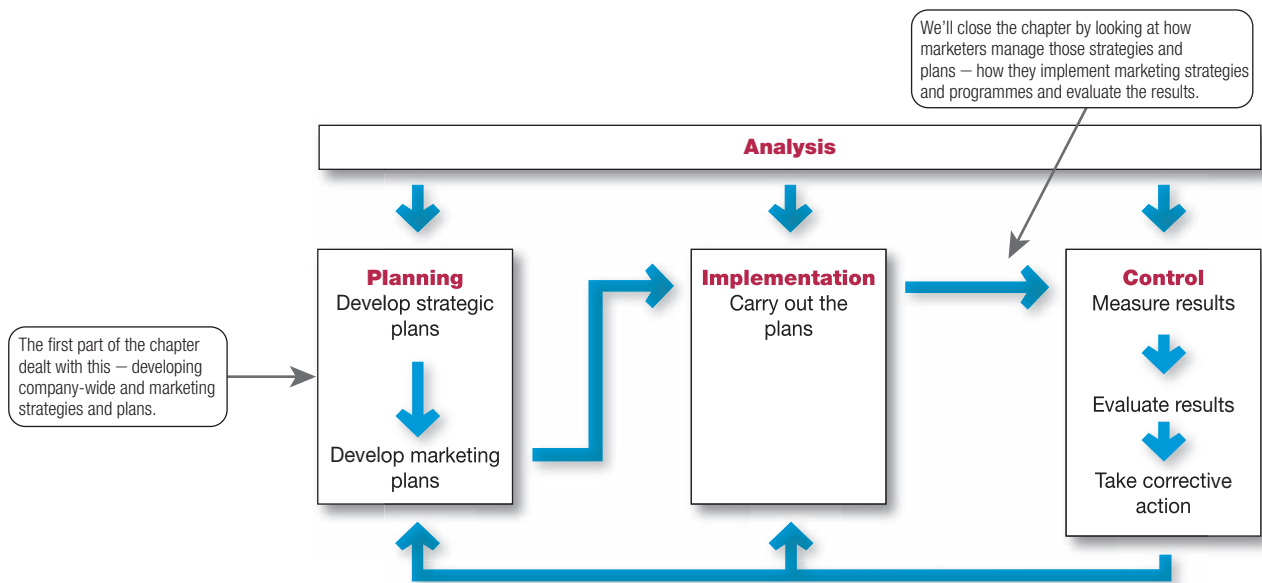 We’ll close the chapter by looking at how
marketers manage those strategies and
plans – how they implement marketing strategies
and programmes and evaluate the results.
Analysis
Planning
Develop strategic
plans
Develop marketing
plans
Implementation
Carry out the
plans
Control
Measure results
Evaluate results
Take corrective
action
The first part of the chapter
dealt with this – developing
company-wide and marketing
strategies and plans.